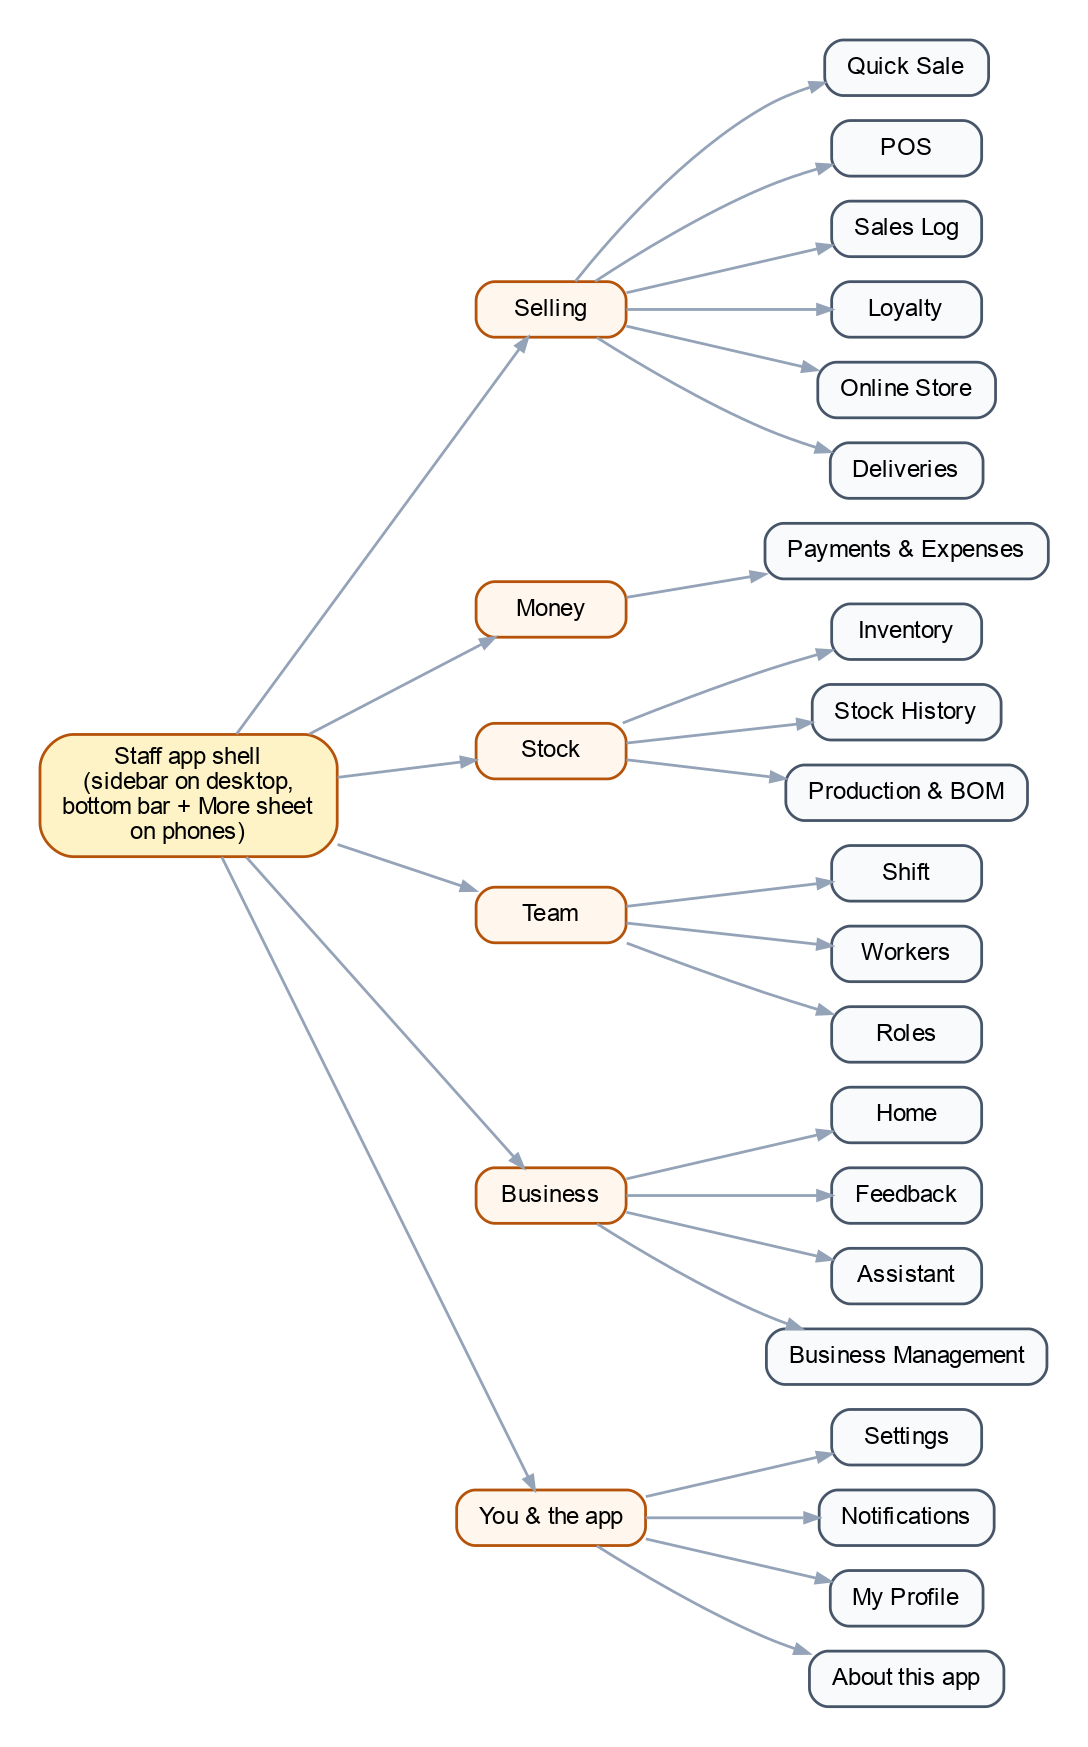 Staff app shell
(sidebar on desktop,
bottom bar + More sheet
on phones)
Selling
Quick Sale
POS
Sales Log
Loyalty
Online Store
Deliveries
Money
Payments & Expenses
Stock
Inventory
Stock History
Production & BOM
Team
Shift
Workers
Roles
Business
Home
Feedback
Assistant
Business Management
You & the app
Settings
Notifications
My Profile
About this app